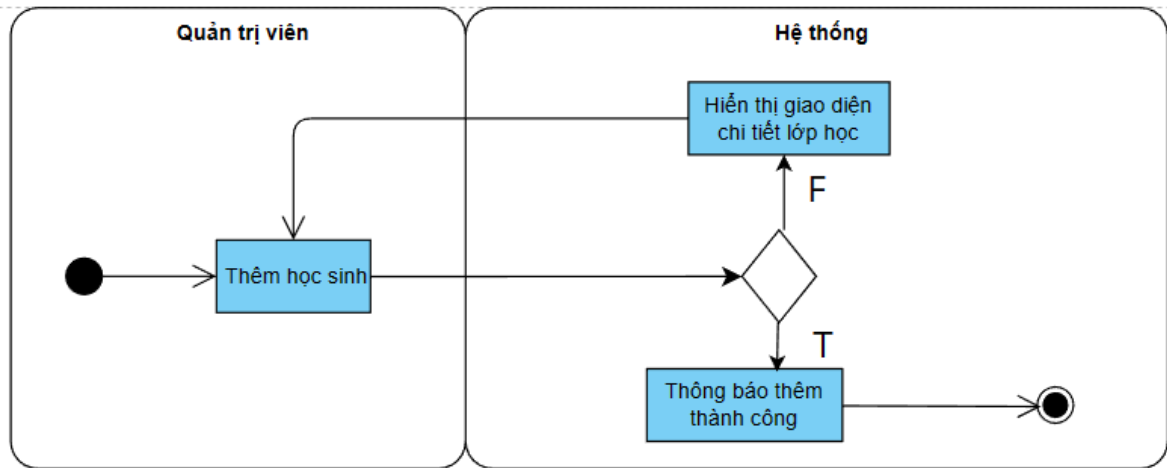 Quản trị viên
Hệ thống
Hiển thị giao diện
chi tiết lớp học
F
Thêm học sinh
T
Thông báo thêm
thành công